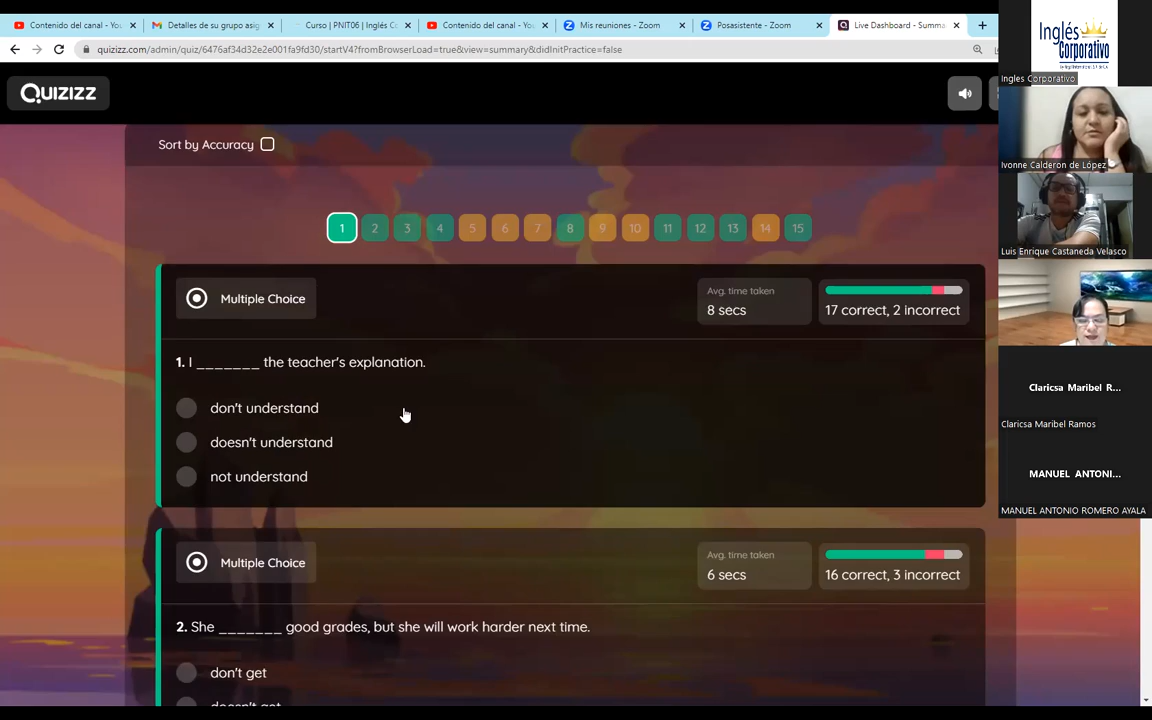 Contenido del canal - You
Detalles de su grupo asig
Curso | PNIT06 | Inglés C
Contenido del canal - You
Mis reuniones - Zoom
Posasistente - Zoom
Live Dashboard - Summa
quizizz.com/admin/quiz/6476af34d32e2e001fa9fd30/startV4?fromBrowserLoad=true&view=summary&didInitPractice=false
Quizizz
Sort by Accuracy
1 2 3 4 5 6 7 8 9 10 11 12 13 14 15
Multiple Choice
Avg. time taken
8 secs
17 correct, 2 incorrect
1. I _______ the teacher's explanation.
don't understand
doesn't understand
not understand
Multiple Choice
Avg. time taken
6 secs
16 correct, 3 incorrect
2. She _______ good grades, but she will work harder next time.
don't get
doesn't get
Inglés
Corporativo
Ingles Corporativo
Ivonne Calderon de López
Luis Enrique Castaneda Velasco
Claricsa Maribel R...
Claricsa Maribel Ramos
MANUEL ANTONI...
MANUEL ANTONIO ROMERO AYALA